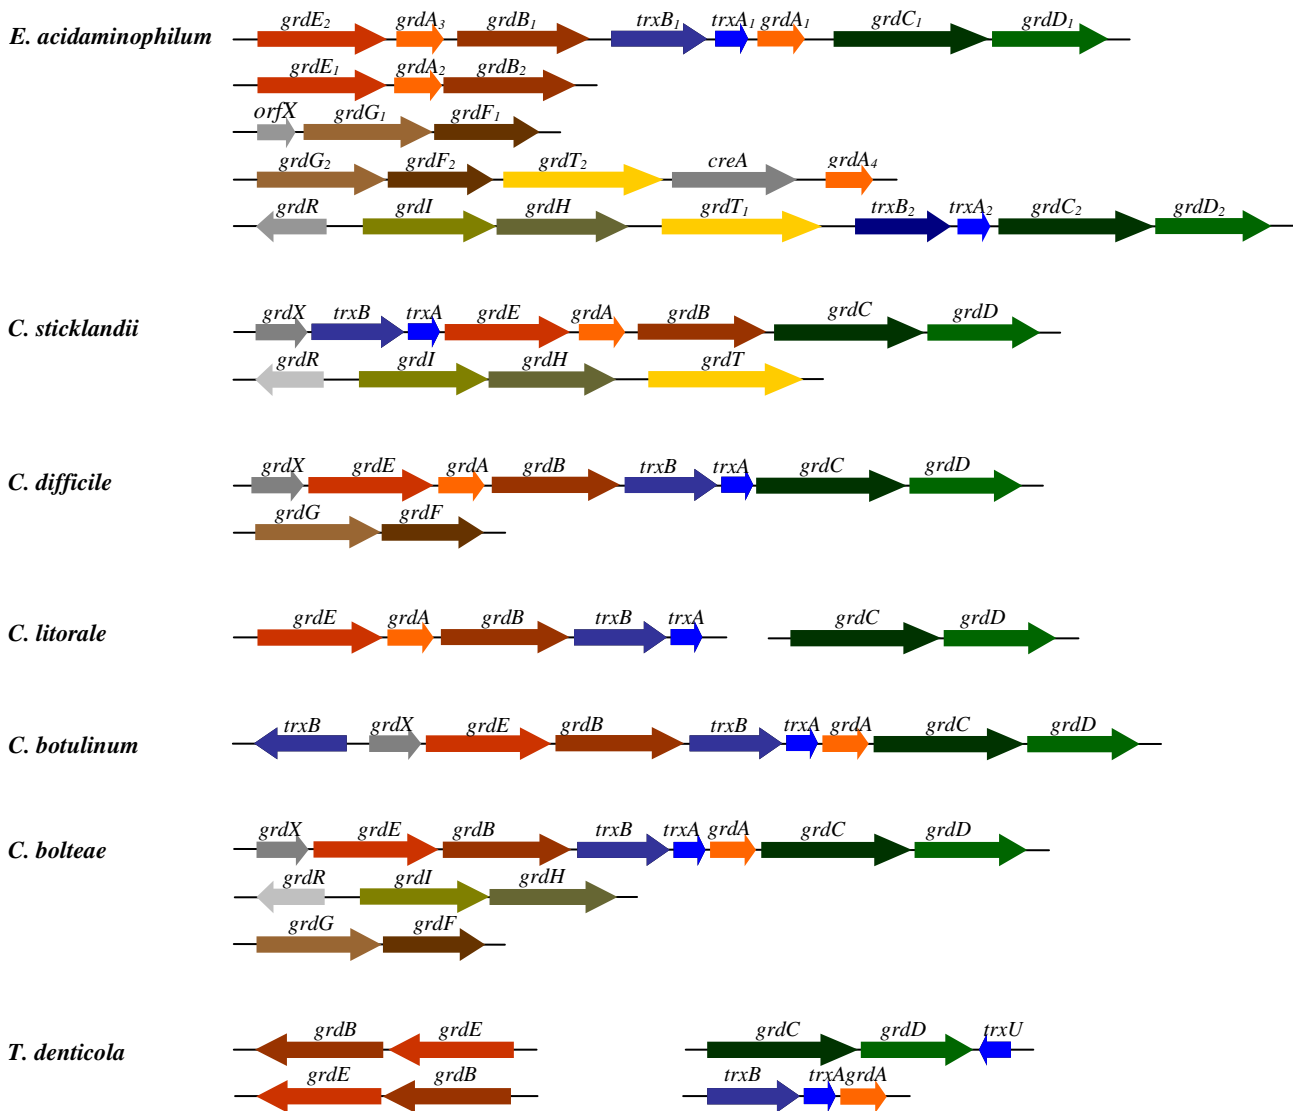 grdE₂ grdA₃ grdB₁ trxB₁ trxA₁ grdA₁ grdC₁ grdD₁
E. acidaminophilum
grdE₁ grdA₂ grdB₂
orfX grdG₁ grdF₁
grdG₂ grdF₂ grdT₂ creA grdA₄
grdR grdI grdH grdT₁ trxB₂ trxA₂ grdC₂ grdD₂
C. sticklandii
grdX trxB trxA grdE grdA grdB grdC grdD
grdR grdI grdH grdT
C. difficile
grdX grdE grdA grdB trxB trxA grdC grdD
grdG grdF
C. litorale
grdE grdA grdB trxB trxA grdC grdD
C. botulinum
trxB grdX grdE grdB trxB trxA grdA grdC grdD
C. bolteae
grdX grdE grdB trxB trxA grdA grdC grdD
grdR grdI grdH
grdG grdF
T. denticola
grdB grdE grdC grdD trxU
grdE grdB trxB trxA grdA